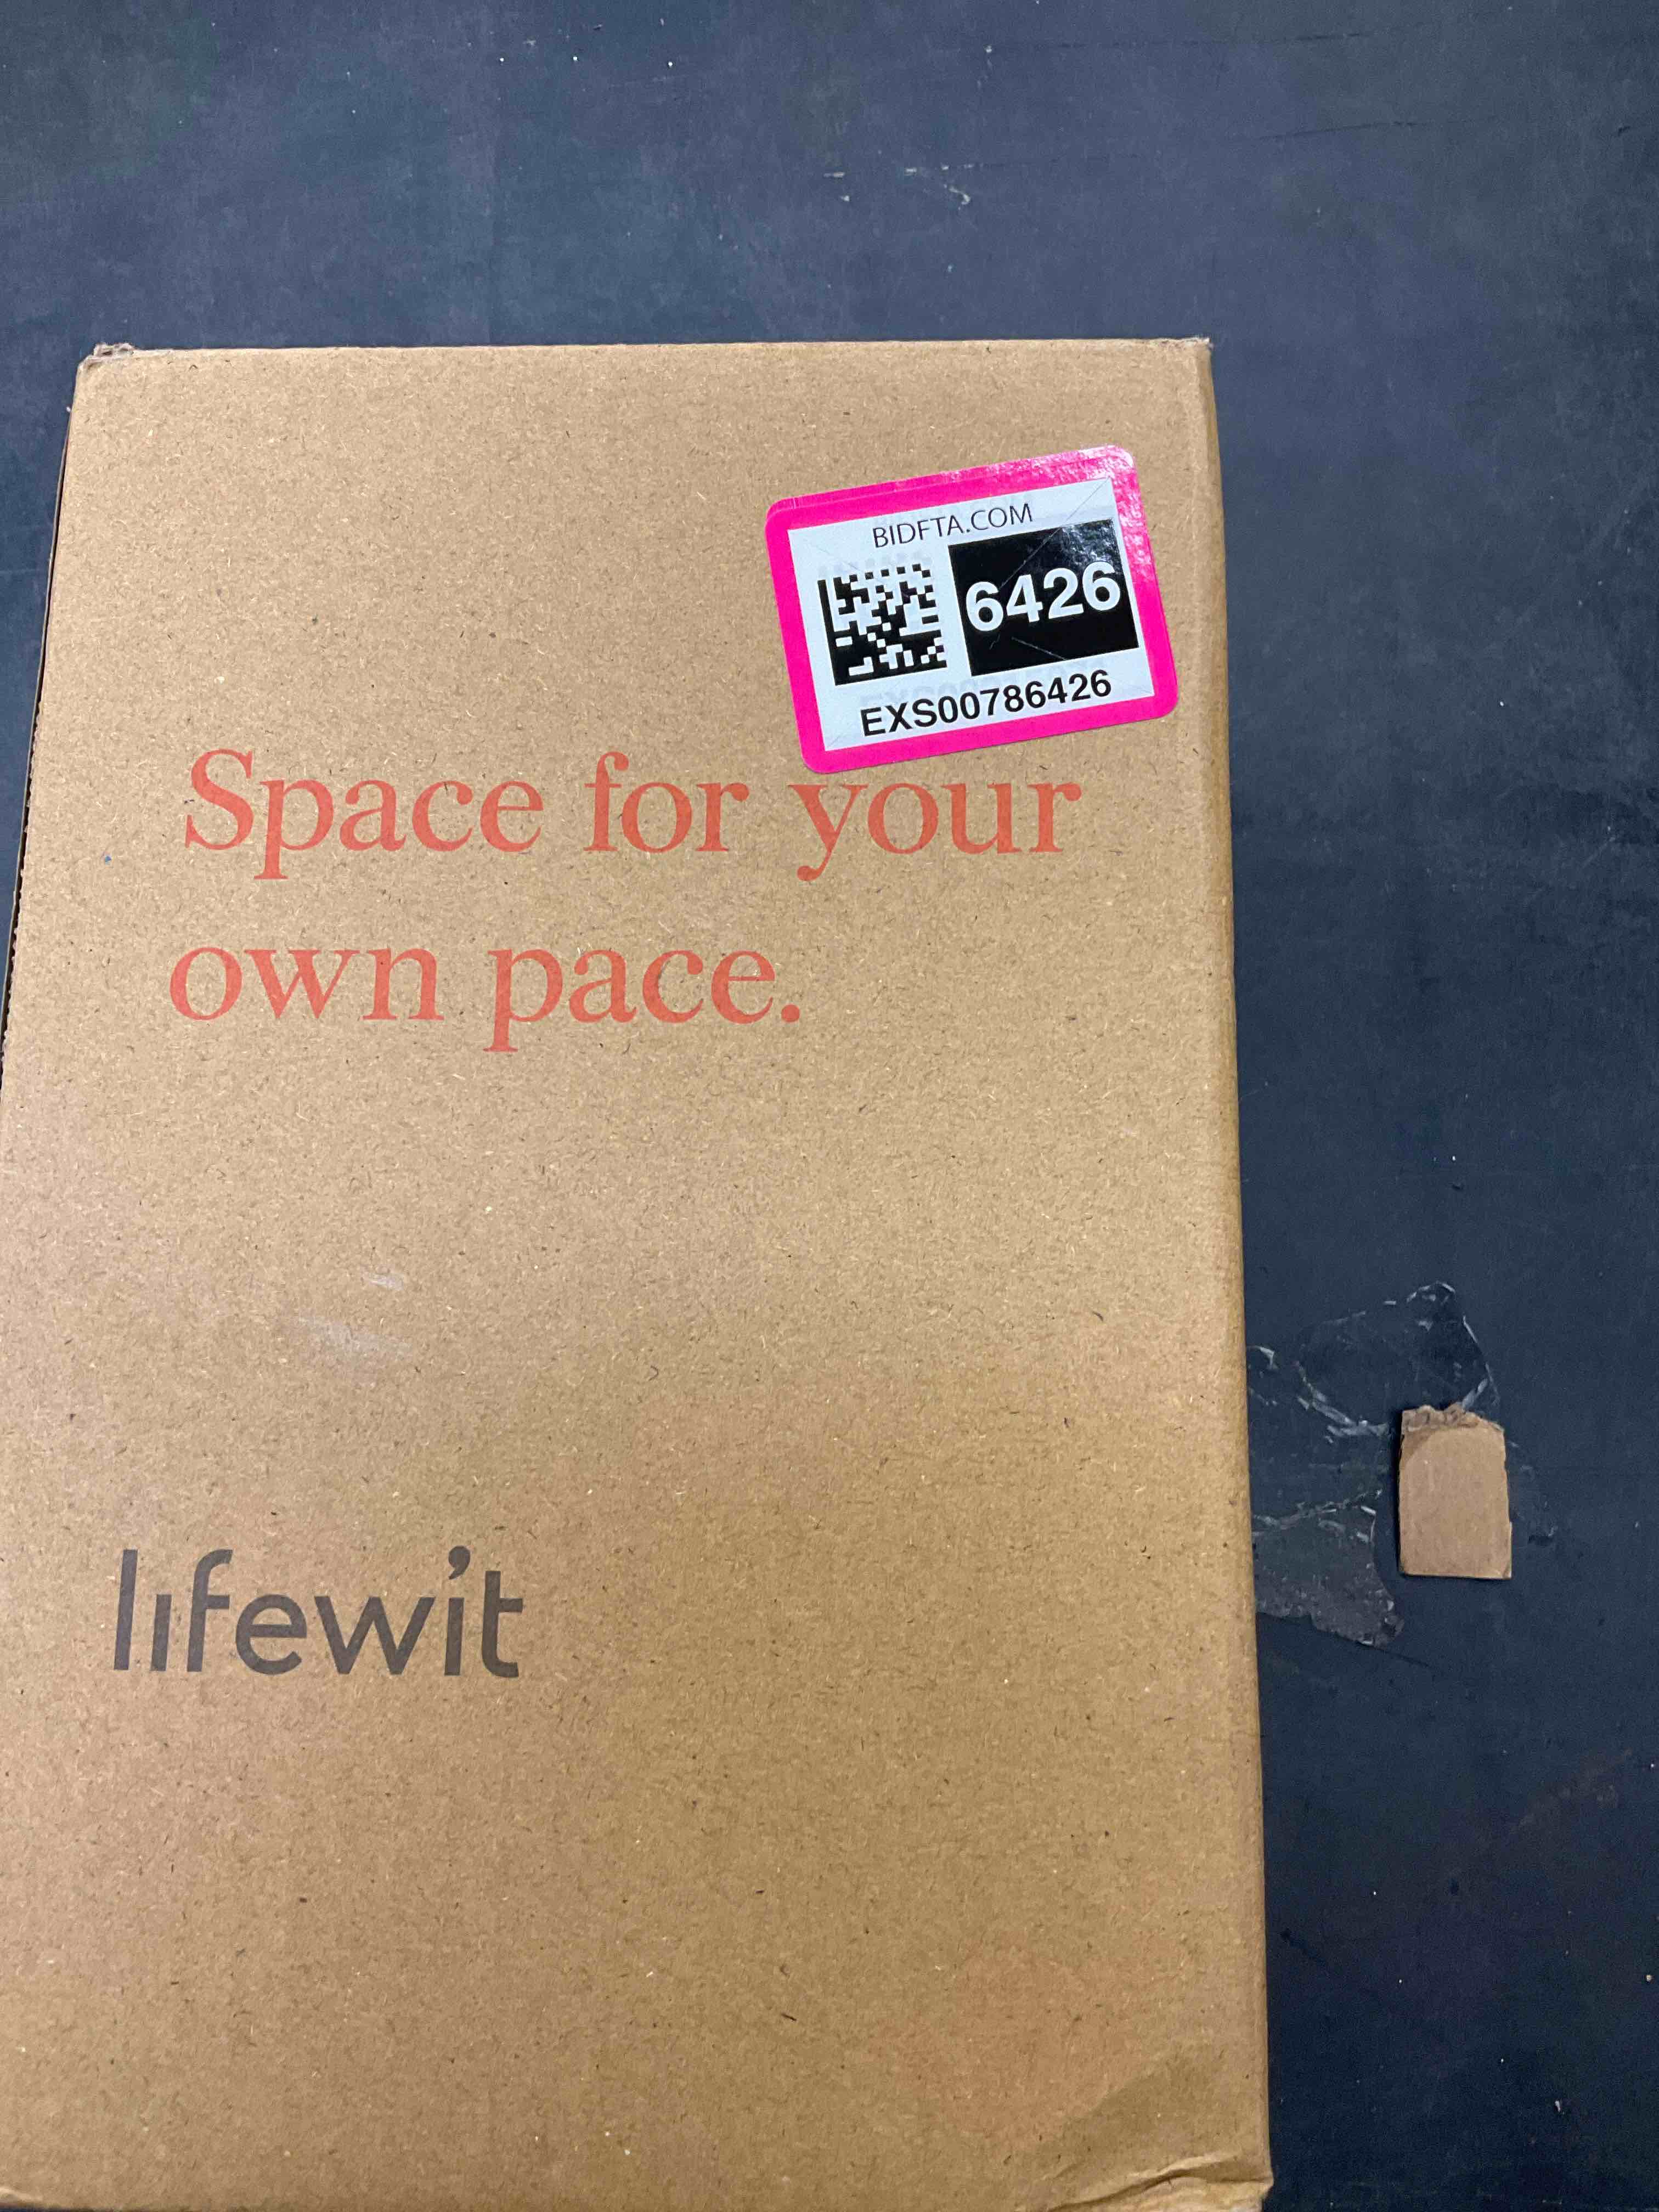 BIDFTA.COM
6426
EXS00786426
Space for your
own pace.
lifewit